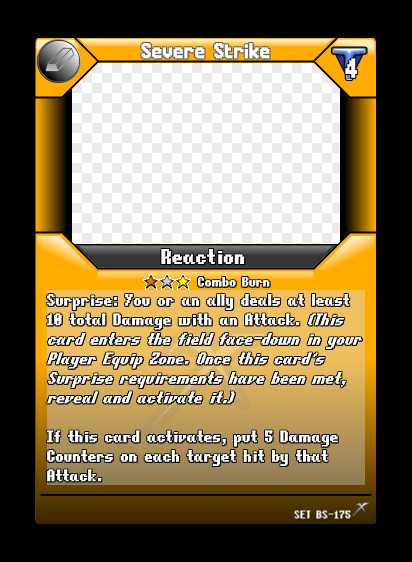 Severe Strike
4
Reaction
Combo Burn
Surprise: You or an ally deals at least
10 total Damage with an Attack. (This
card enters the field face-down in your
Player Equip Zone. Once this card's
Surprise requirements have been met,
reveal and activate it.)
If this card activates, put 5 Damage
Counters on each target hit by that
Attack.
SET BS-175